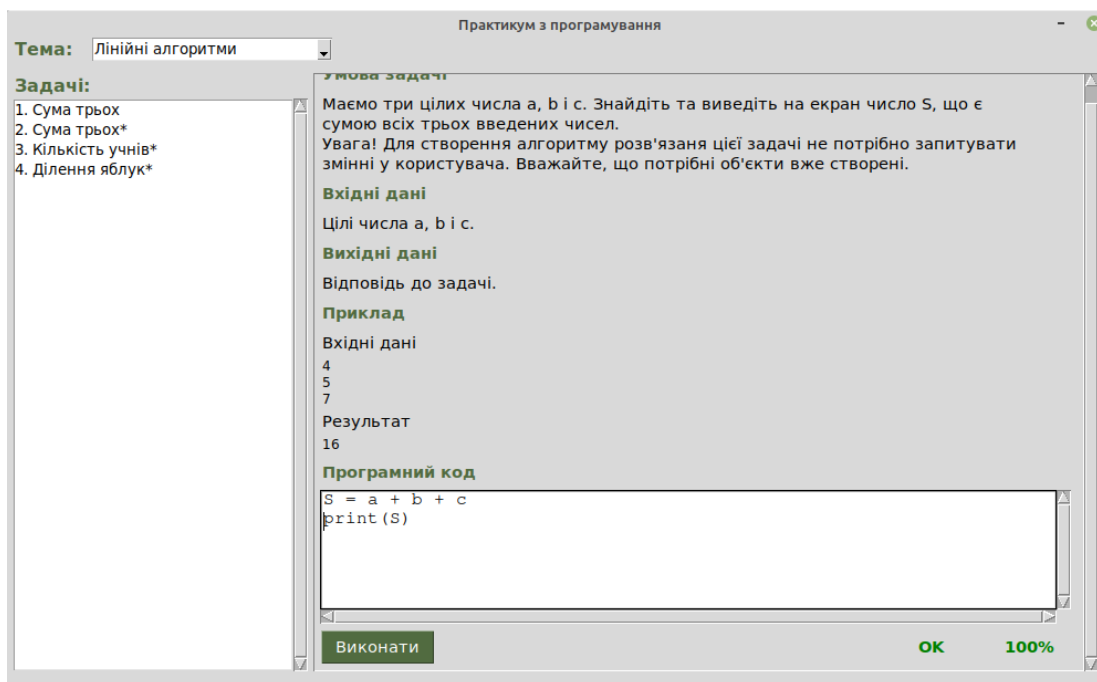 Практикум з програмування
Тема: Лінійні алгоритми
Задачі:
1. Сума трьох
2. Сума трьох*
3. Кількість учнів*
4. Ділення яблук*
Умова задачі
Маємо три цілих числа a, b і c. Знайдіть та виведіть на екран число S, що є
сумою всіх трьох введених чисел.
Увага! Для створення алгоритму розв'язаня цієї задачі не потрібно запитувати
змінні у користувача. Вважайте, що потрібні об'єкти вже створені.
Вхідні дані
Цілі числа a, b і c.
Вихідні дані
Відповідь до задачі.
Приклад
Вхідні дані
4
5
7
Результат
16
Програмний код
S = a + b + c
print(S)
Виконати OK 100%